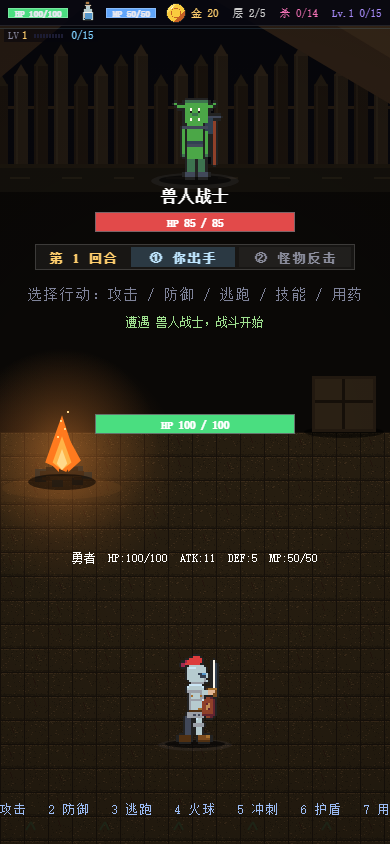 HP 100/100 MP 50/50 金 20 层 2/5 杀 0/14 Lv.1 0/15
LV 1 0/15
兽人战士
HP 85 / 85
第 1 回合 ① 你出手 ② 怪物反击
选择行动: 攻击 / 防御 / 逃跑 / 技能 / 用药
遭遇 兽人战士, 战斗开始
HP 100 / 100
勇者 HP:100/100 ATK:11 DEF:5 MP:50/50
攻击 2 防御 3 逃跑 4 火球 5 冲刺 6 护盾 7 用